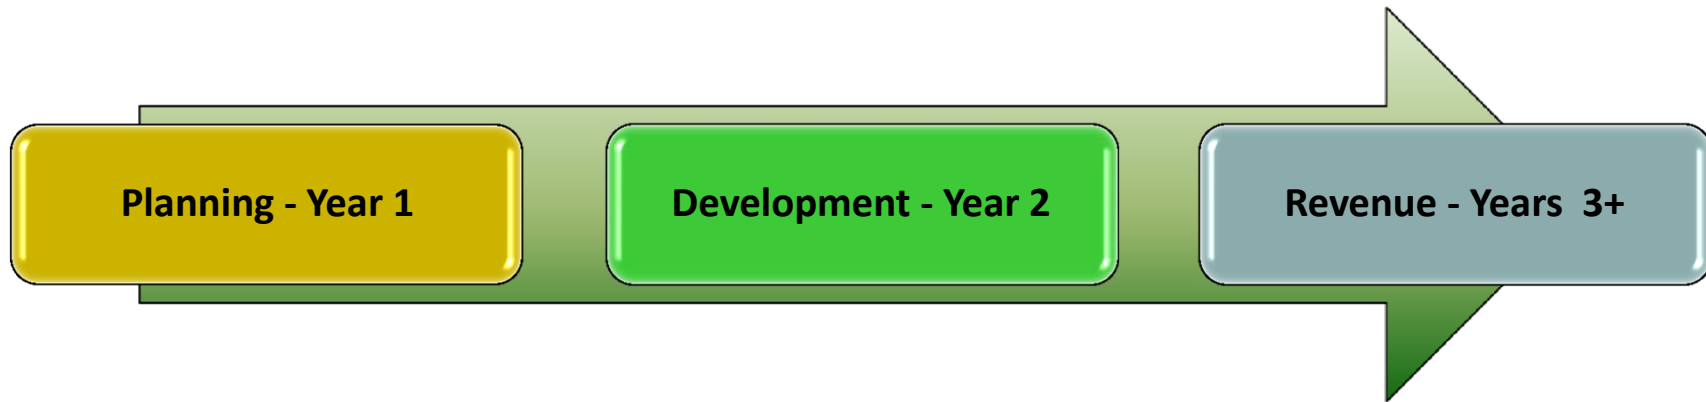 Planning - Year 1
Development - Year 2
Revenue - Years  3+